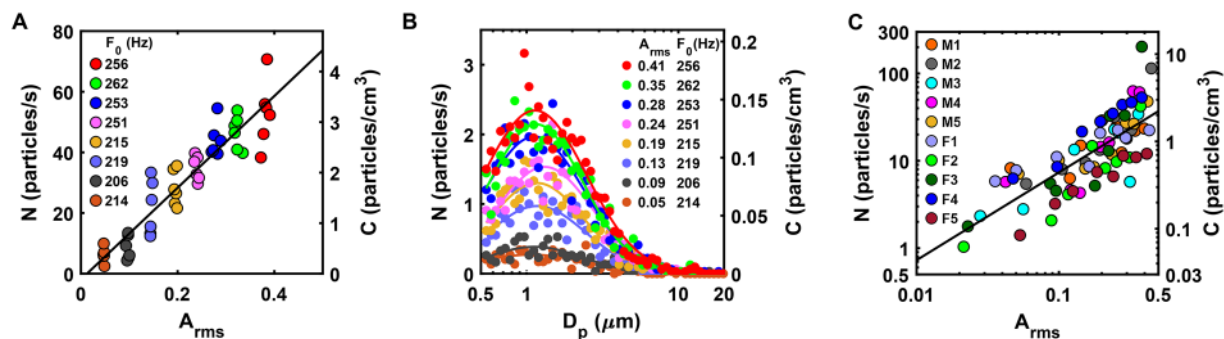 A
F0 (Hz)
256
262
253
251
215
219
206
214
N (particles/s)
80
60
40
20
0
0
0.2
0.4
Arms
4
3
2
1
0
C (particles/cm3)
B
Arms F0(Hz)
0.41 256
0.35 262
0.28 253
0.24 251
0.19 215
0.13 219
0.09 206
0.05 214
N (particles/s)
3
2
1
0
0.5
1
10
20
Dp (μm)
0.2
0.15
0.1
0.05
0
C (particles/cm3)
C
M1
M2
M3
M4
M5
F1
F2
F3
F4
F5
N (particles/s)
300
100
10
1
0.5
0.01
0.1
0.5
Arms
10
1
0.1
0.03
C (particles/cm3)